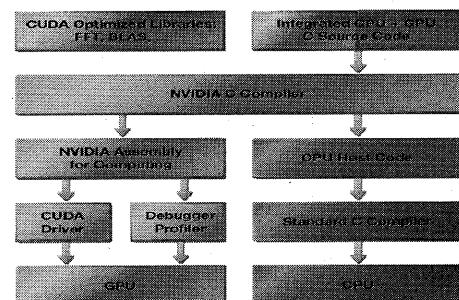 CUDA Optimized Libraries:
FFT, BLAS,
Integrated CPU + GPU
C Source Code
NVIDIA C Compiler
NVIDIA Assembly
for Computing
CPU Host Code
CUDA
Driver
Debugger
Profiler
Standard C Compiler
GPU
CPU